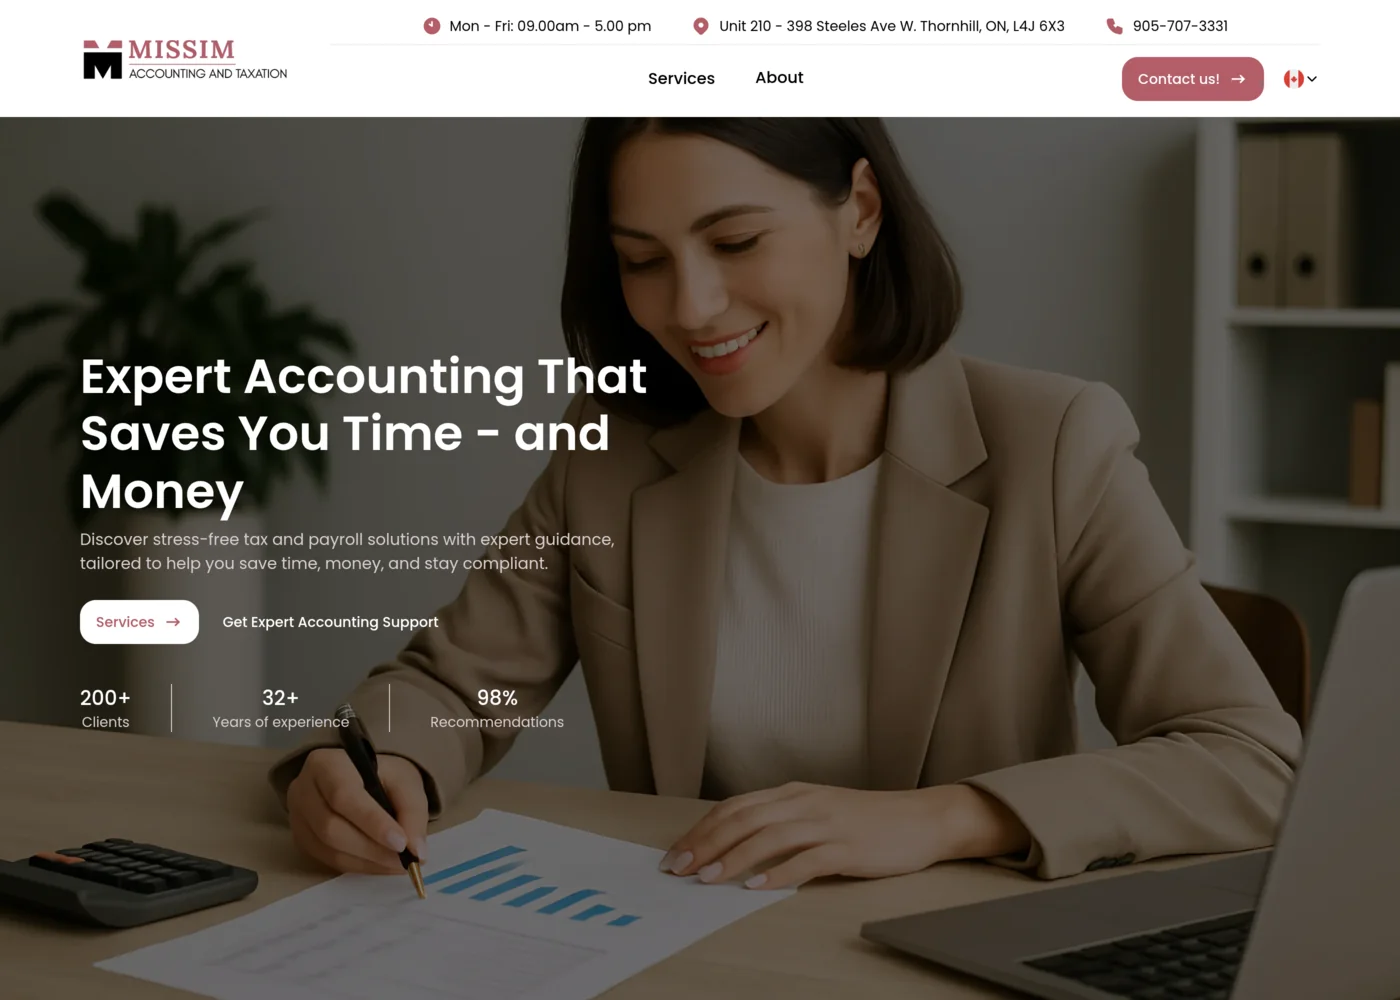 Mon - Fri: 09.00am - 5.00 pm
Unit 210 - 398 Steeles Ave W. Thornhill, ON, L4J 6X3
905-707-3331
MISSIM
ACCOUNTING AND TAXATION
Services
About
Contact us!
Expert Accounting That
Saves You Time - and
Money
Discover stress-free tax and payroll solutions with expert guidance,
tailored to help you save time, money, and stay compliant.
Services
Get Expert Accounting Support
200+
Clients
32+
Years of experience
98%
Recommendations